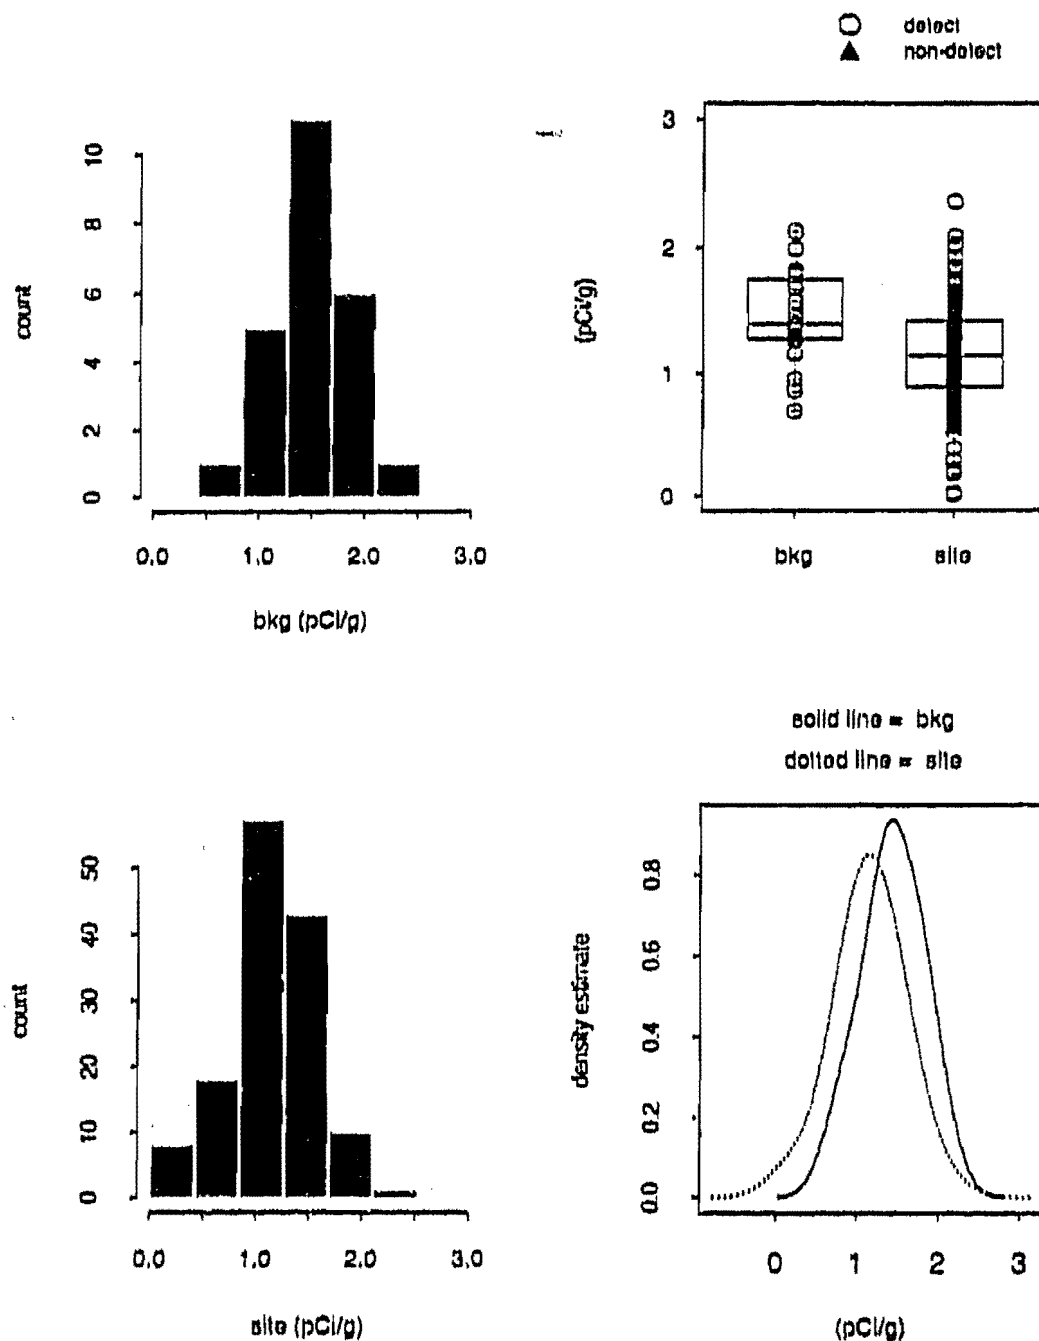 detect
non-detect
count
0 2 4 6 8 10
0.0 1.0 2.0 3.0
bkg (pCi/g)
(pCi/g)
3
2
1
0
bkg site
count
0 10 20 30 40 50
0.0 1.0 2.0 3.0
site (pCi/g)
solid line = bkg
dotted line = site
density estimate
0.0 0.2 0.4 0.6 0.8
0 1 2 3
(pCi/g)